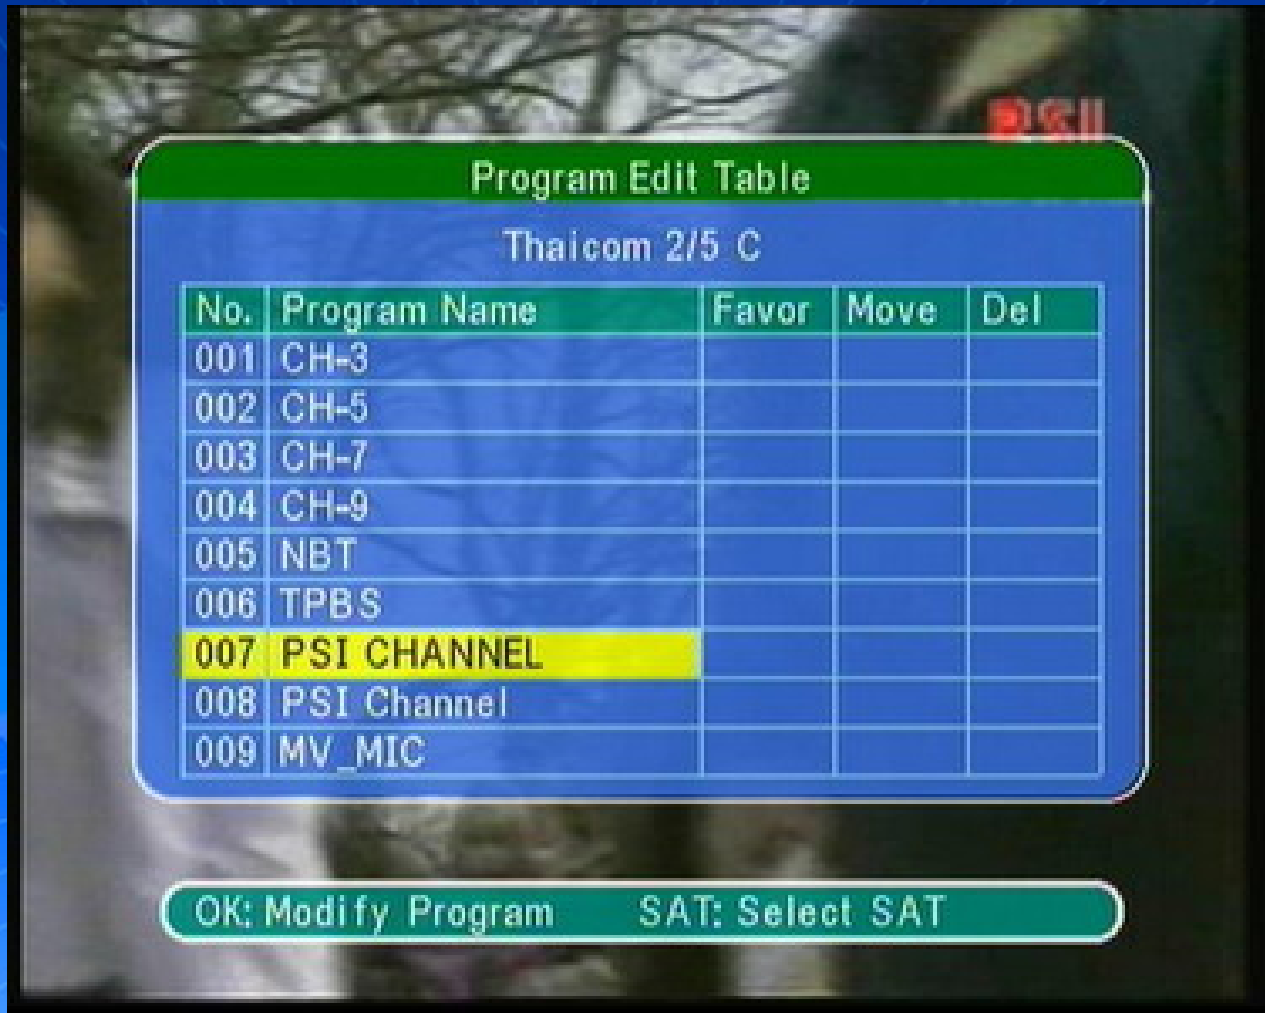 PSI
Program Edit Table
Thaicom 2/5 C
No. Program Name Favor Move Del
001 CH-3
002 CH-5
003 CH-7
004 CH-9
005 NBT
006 TPBS
007 PSI CHANNEL
008 PSI Channel
009 MV_MIC
OK: Modify Program SAT: Select SAT